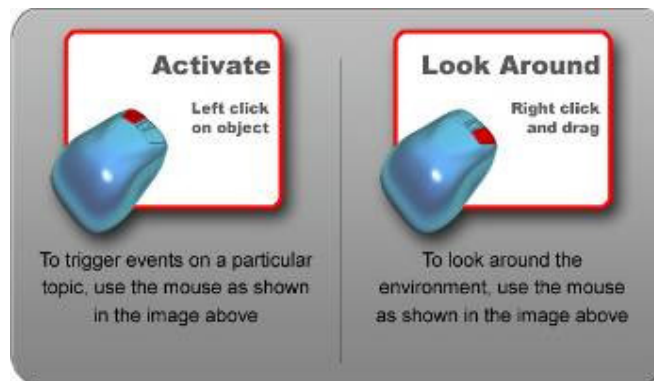 Activate
Left click
on object
To trigger events on a particular
topic, use the mouse as shown
in the image above
Look Around
Right click
and drag
To look around the
environment, use the mouse
as shown in the image above